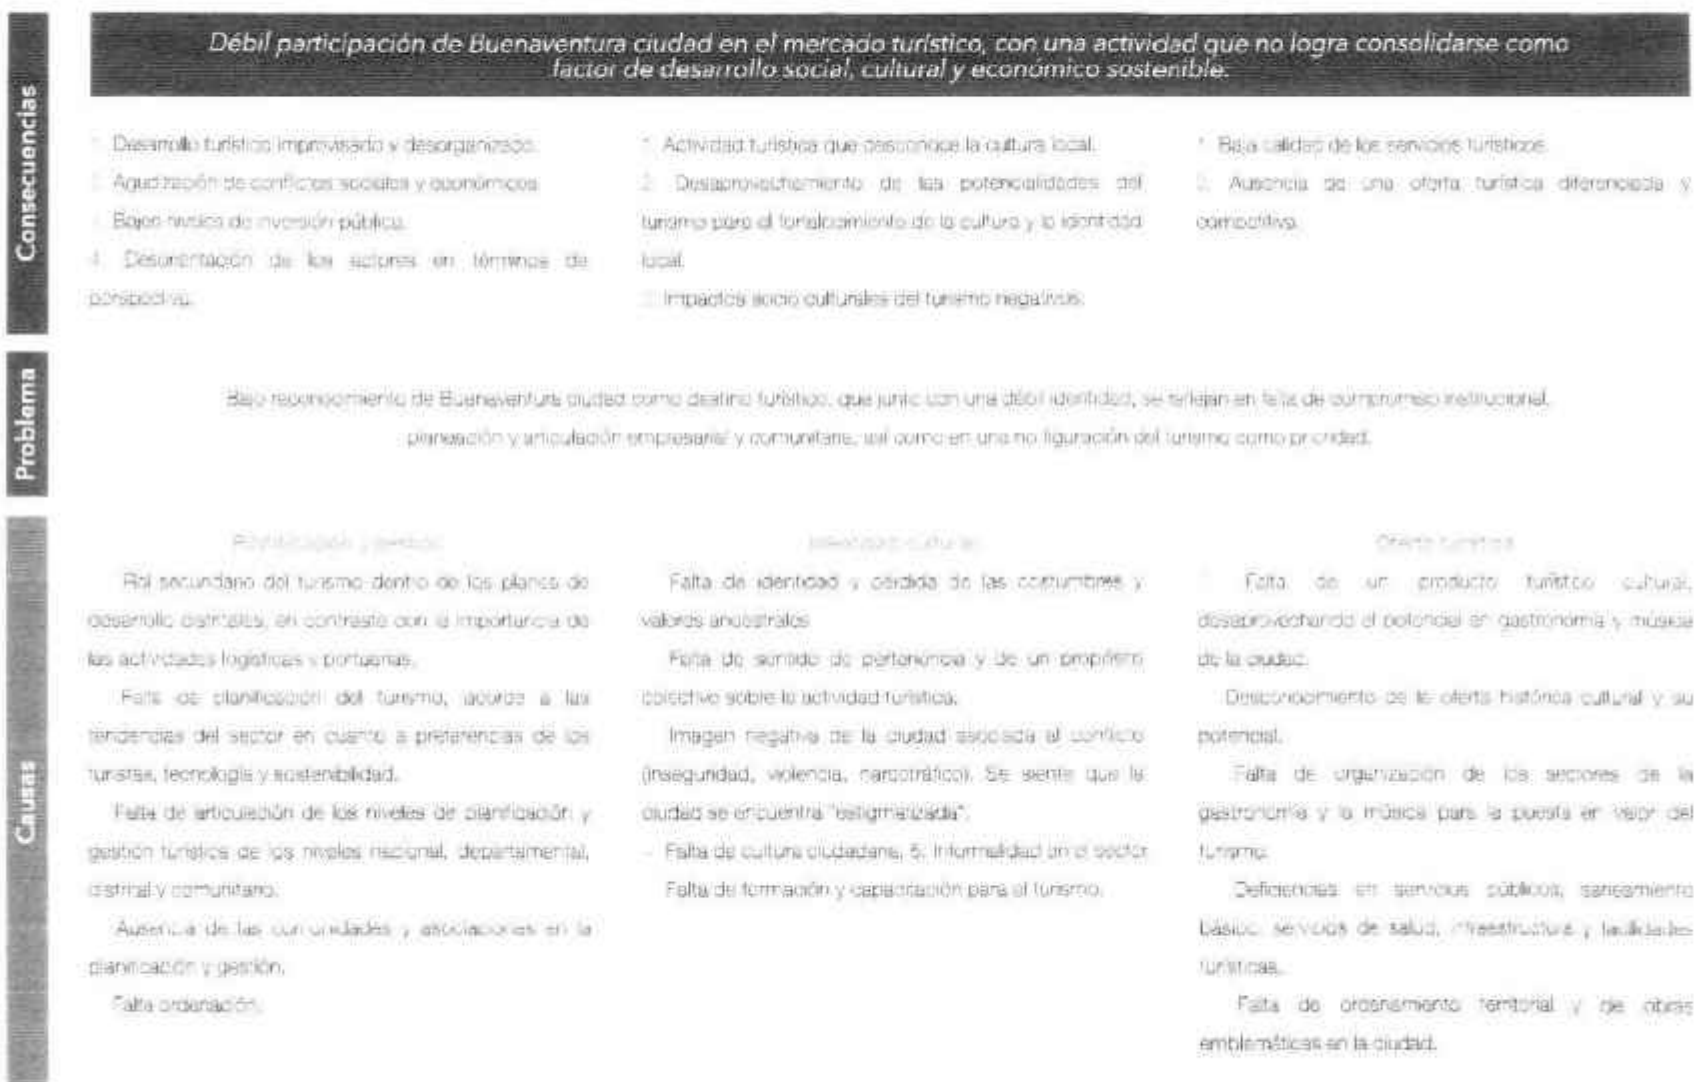 Consecuencias
Débil participación de Buenaventura ciudad en el mercado turístico, con una actividad que no logra consolidarse como
factor de desarrollo social, cultural y económico sostenible.
Desarrollo turístico improvisado y desorganizado.
2. Agudización de conflictos sociales y económicos
Bajos niveles de inversión pública.
4. Desorientación de los actores en términos de
perspectiva.
1. Actividad turística que desconoce la cultura local.
2. Desaprovechamiento de las potencialidades del
turismo para el fortalecimiento de la cultura y la identidad
local.
3. Impactos socio culturales del turismo negativos.
1. Baja calidad de los servicios turísticos.
2. Ausencia de una oferta turística diferenciada y
competitiva.
Problema
Bajo reconocimiento de Buenaventura ciudad como destino turístico, que junto con una débil identidad, se reflejan en falta de compromiso institucional,
planeación y articulación empresarial y comunitaria, así como en una no figuración del turismo como prioridad.
Causas
Planificación y gestión
Rol secundario del turismo dentro de los planes de
desarrollo distritales, en contraste con la importancia de
las actividades logísticas y portuarias.
Falta de planificación del turismo, acorde a las
tendencias del sector en cuanto a preferencias de los
turistas, tecnología y sostenibilidad.
Falta de articulación de los niveles de planificación y
gestión turística de los niveles nacional, departamental,
distrital y comunitario.
Ausencia de las comunidades y asociaciones en la
planificación y gestión.
Falta ordenación.
Identidad cultural
Falta de identidad y pérdida de las costumbres y
valores ancestrales
Falta de sentido de pertenencia y de un propósito
colectivo sobre la actividad turística.
Imagen negativa de la ciudad asociada al conflicto
(inseguridad, violencia, narcotráfico). Se siente que la
ciudad se encuentra "estigmatizada".
- Falta de cultura ciudadana, 5. Informalidad en el sector
Falta de formación y capacitación para el turismo.
Oferta turística
Falta de un producto turístico cultural,
desaprovechando el potencial en gastronomía y música
de la ciudad.
Desconocimiento de la oferta histórica cultural y su
potencial.
Falta de organización de los sectores de la
gastronomía y la música para la puesta en valor del
turismo.
Deficiencias en servicios públicos, saneamiento
básico, servicios de salud, infraestructura y facilidades
turísticas.
Falta de ordenamiento territorial y de obras
emblemáticas en la ciudad.